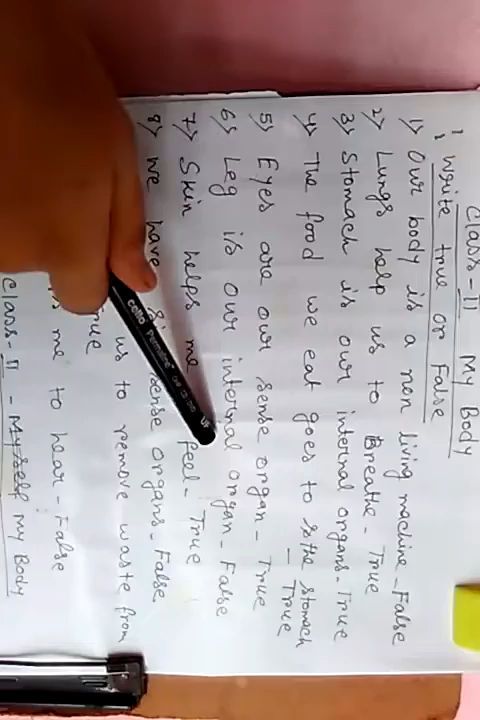 Class-II My Body
1 Write true or False
1) Our body is a non living machine - False
2) Lungs help us to Breathe - True
3) Stomach is our internal organs - True
4) The food we eat goes to the stomach
- True
5) Eyes are our sense organ - True
6) Leg is our internal organ - False
7) Skin helps me feel - True
8) We have sense organs - False
us to remove waste from
me to hear - False
Class-II - My Body
cello